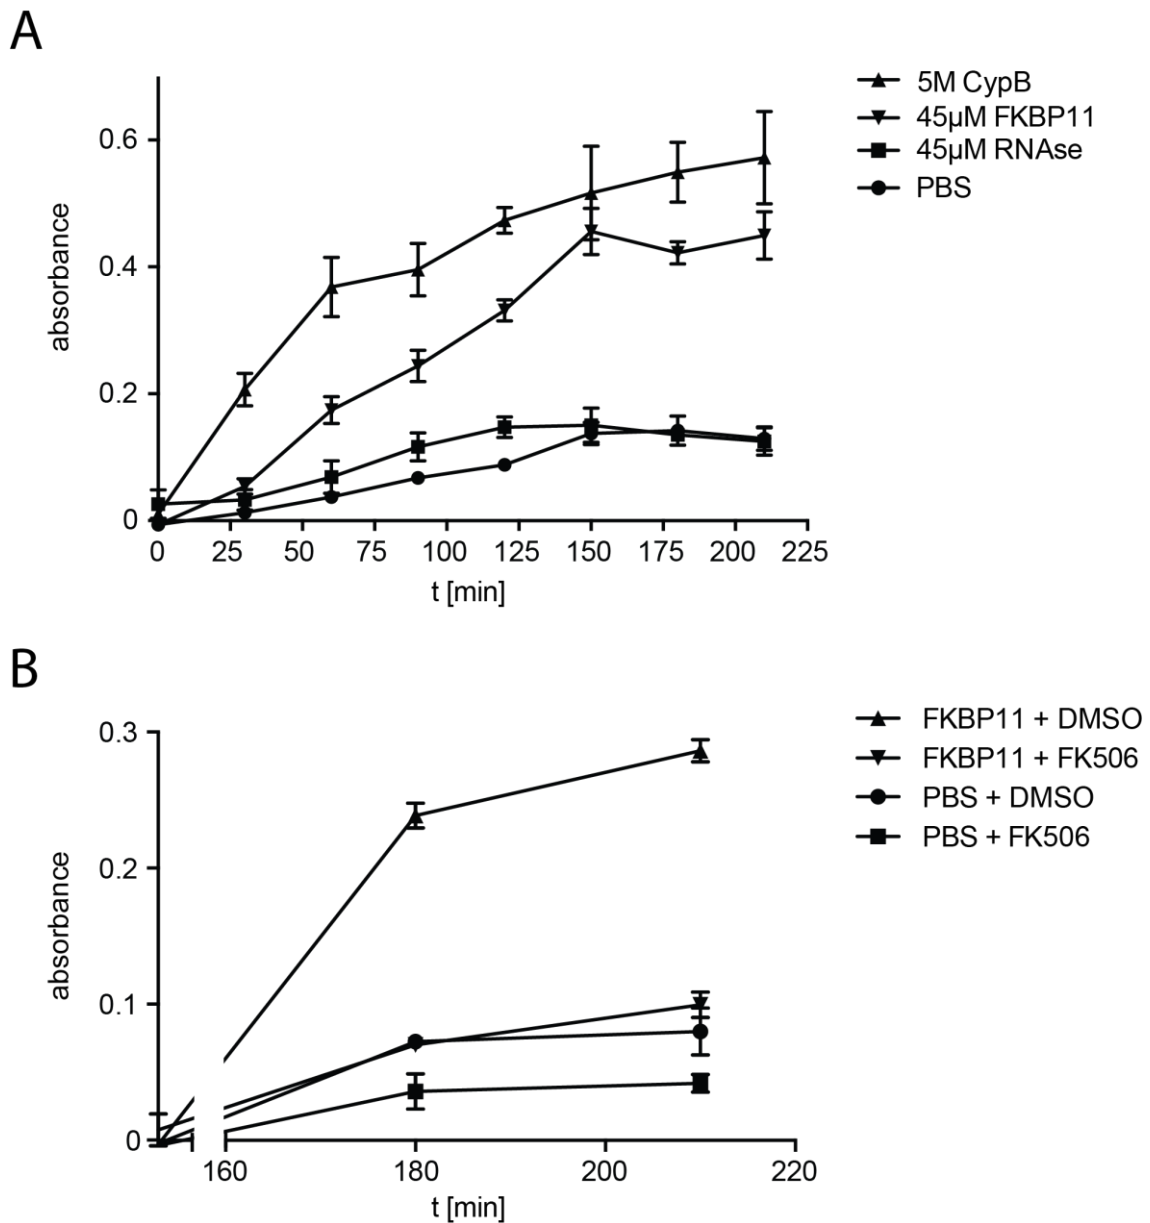 A
5M CypB
45µM FKBP11
45µM RNAse
PBS
absorbance
0.6
0.4
0.2
0
0 25 50 75 100 125 150 175 200 225
t [min]
B
FKBP11 + DMSO
FKBP11 + FK506
PBS + DMSO
PBS + FK506
absorbance
0.3
0.2
0.1
0
160 180 200 220
t [min]